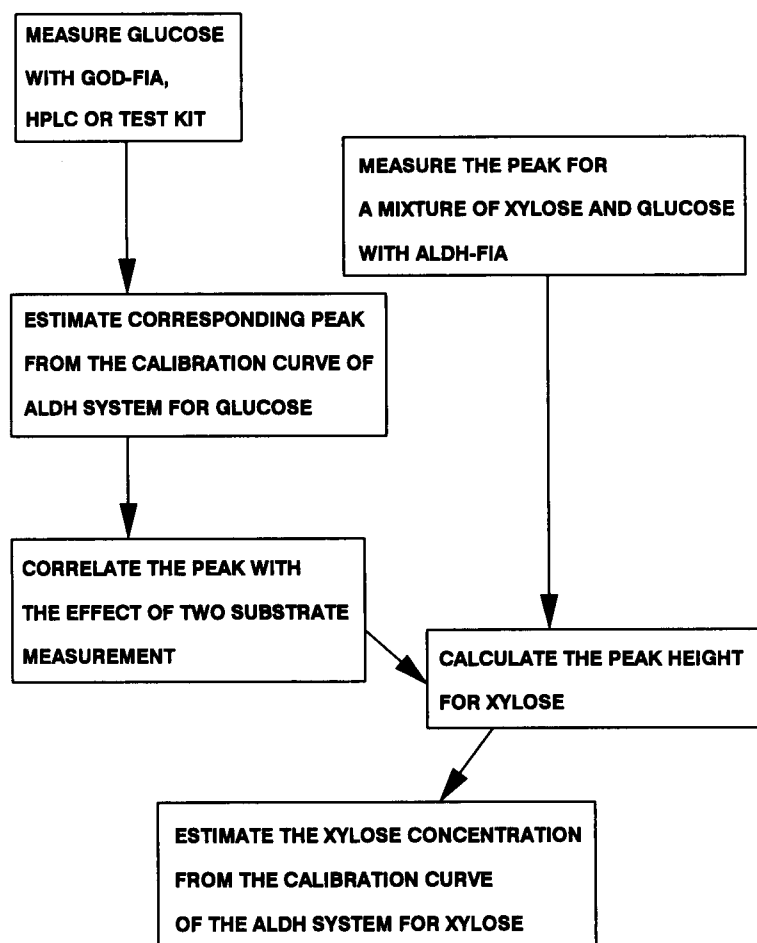 MEASURE GLUCOSE
WITH GOD-FIA,
HPLC OR TEST KIT
MEASURE THE PEAK FOR
A MIXTURE OF XYLOSE AND GLUCOSE
WITH ALDH-FIA
ESTIMATE CORRESPONDING PEAK
FROM THE CALIBRATION CURVE OF
ALDH SYSTEM FOR GLUCOSE
CORRELATE THE PEAK WITH
THE EFFECT OF TWO SUBSTRATE
MEASUREMENT
CALCULATE THE PEAK HEIGHT
FOR XYLOSE
ESTIMATE THE XYLOSE CONCENTRATION
FROM THE CALIBRATION CURVE
OF THE ALDH SYSTEM FOR XYLOSE